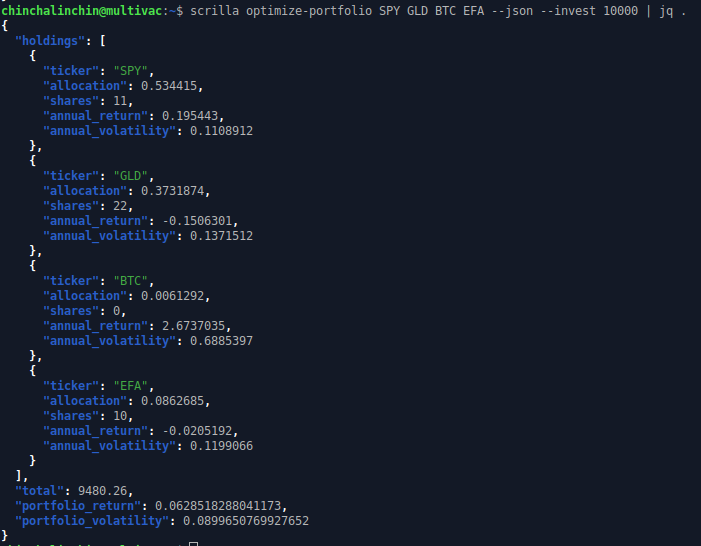 chinchalinchin@multivac:~$ scrilla optimize-portfolio SPY GLD BTC EFA --json --invest 10000 | jq .
{
  "holdings": [
    {
      "ticker": "SPY",
      "allocation": 0.534415,
      "shares": 11,
      "annual_return": 0.195443,
      "annual_volatility": 0.1108912
    },
    {
      "ticker": "GLD",
      "allocation": 0.3731874,
      "shares": 22,
      "annual_return": -0.1506301,
      "annual_volatility": 0.1371512
    },
    {
      "ticker": "BTC",
      "allocation": 0.0061292,
      "shares": 0,
      "annual_return": 2.6737035,
      "annual_volatility": 0.6885397
    },
    {
      "ticker": "EFA",
      "allocation": 0.0862685,
      "shares": 10,
      "annual_return": -0.0205192,
      "annual_volatility": 0.1199066
    }
  ],
  "total": 9480.26,
  "portfolio_return": 0.0628518288041173,
  "portfolio_volatility": 0.0899650769927652
}